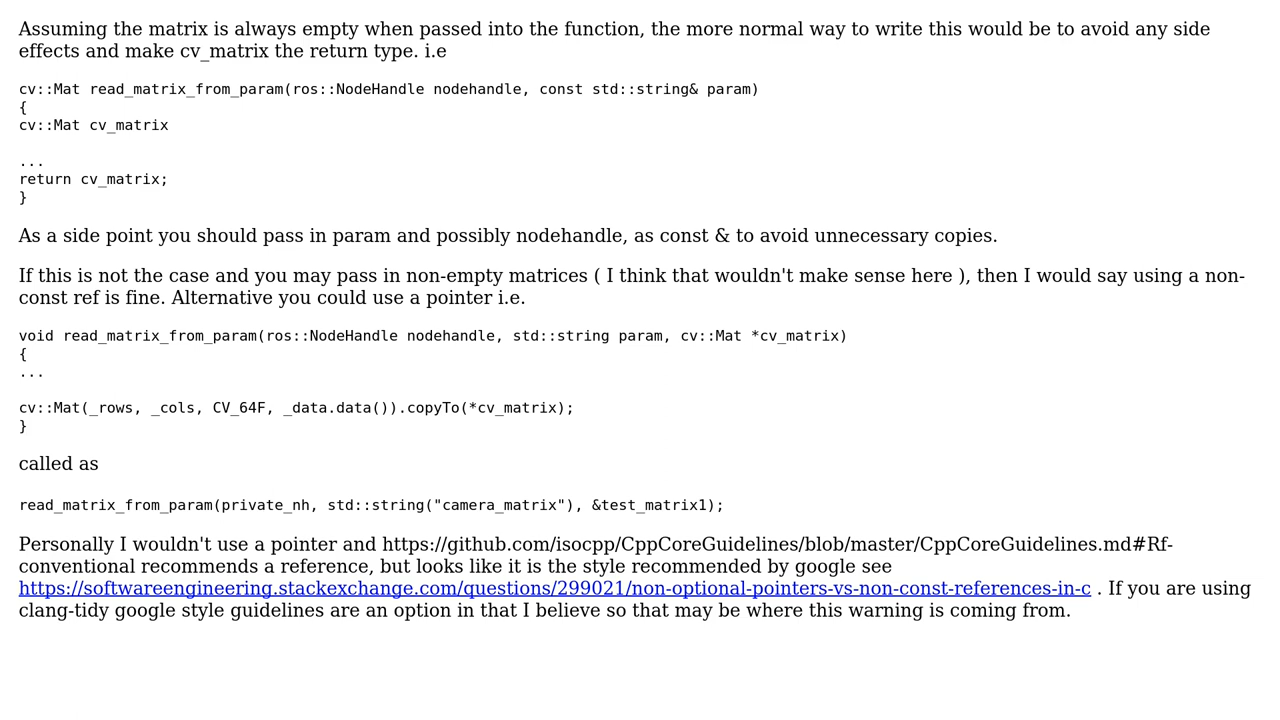 Assuming the matrix is always empty when passed into the function, the more normal way to write this would be to avoid any side
effects and make cv_matrix the return type. i.e
cv::Mat read_matrix_from_param(ros::NodeHandle nodehandle, const std::string& param)
{
cv::Mat cv_matrix
...
return cv_matrix;
}
As a side point you should pass in param and possibly nodehandle, as const & to avoid unnecessary copies.
If this is not the case and you may pass in non-empty matrices ( I think that wouldn't make sense here ), then I would say using a non-
const ref is fine. Alternative you could use a pointer i.e.
void read_matrix_from_param(ros::NodeHandle nodehandle, std::string param, cv::Mat *cv_matrix)
{
...
cv::Mat(_rows, _cols, CV_64F, _data.data()).copyTo(*cv_matrix);
}
called as
read_matrix_from_param(private_nh, std::string("camera_matrix"), &test_matrix1);
Personally I wouldn't use a pointer and https://github.com/isocpp/CppCoreGuidelines/blob/master/CppCoreGuidelines.md#Rf-
conventional recommends a reference, but looks like it is the style recommended by google see
https://softwareengineering.stackexchange.com/questions/299021/non-optional-pointers-vs-non-const-references-in-c . If you are using
clang-tidy google style guidelines are an option in that I believe so that may be where this warning is coming from.